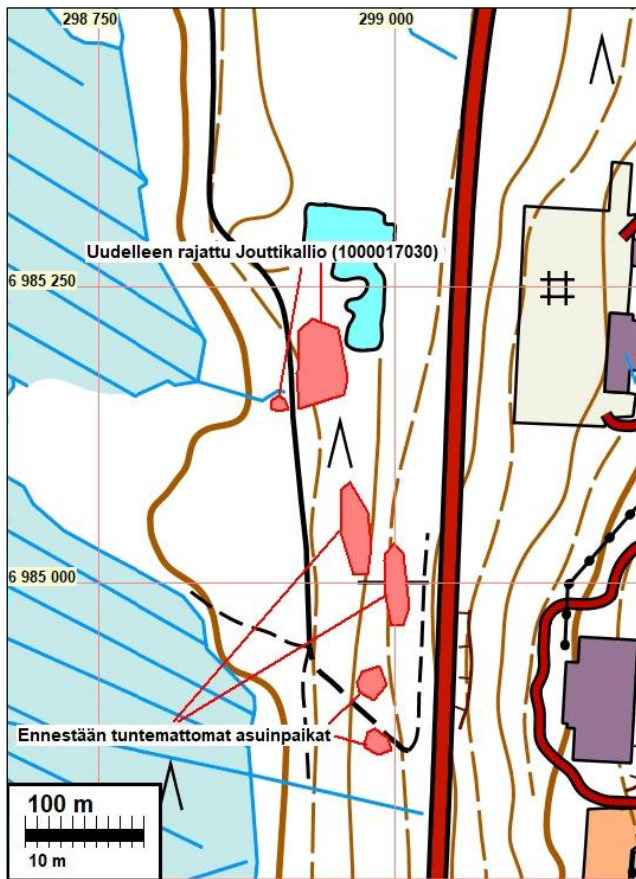 298 750
299 000
Uudelleen rajattu Jouttikallio (1000017030)
6 985 250
6 985 000
Ennestään tuntemattomat asuinpaikat
100 m
10 m